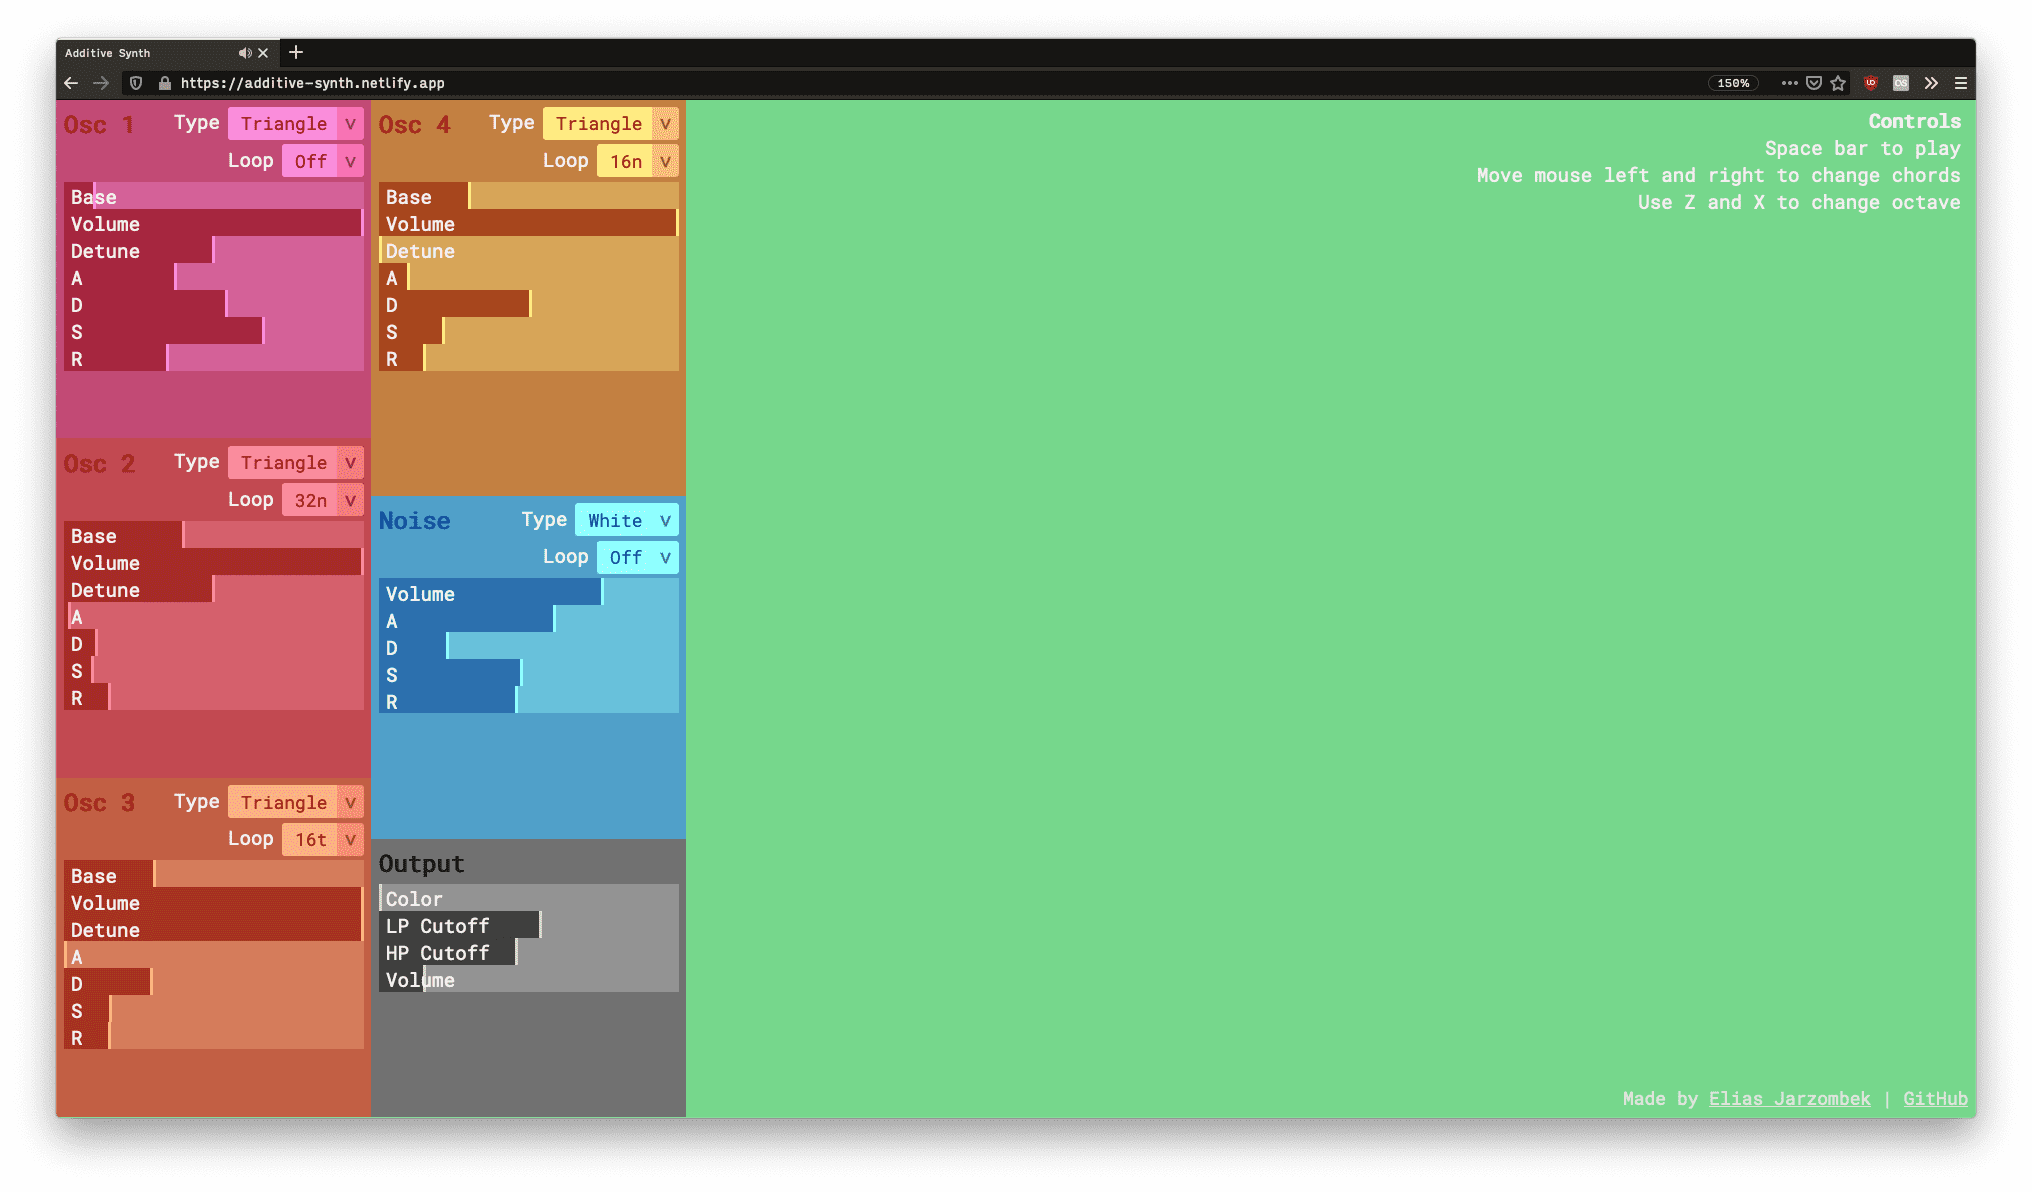 Additive Synth
https://additive-synth.netlify.app
150%
Osc 1 Type Triangle v
Loop Off v
Base
Volume
Detune
A
D
S
R
Osc 2 Type Triangle v
Loop 32n v
Base
Volume
Detune
A
D
S
R
Osc 3 Type Triangle v
Loop 16t v
Base
Volume
Detune
A
D
S
R
Osc 4 Type Triangle v
Loop 16n v
Base
Volume
Detune
A
D
S
R
Noise Type White v
Loop Off v
Volume
A
D
S
R
Output
Color
LP Cutoff
HP Cutoff
Volume
Controls
Space bar to play
Move mouse left and right to change chords
Use Z and X to change octave
Made by Elias Jarzombek | GitHub